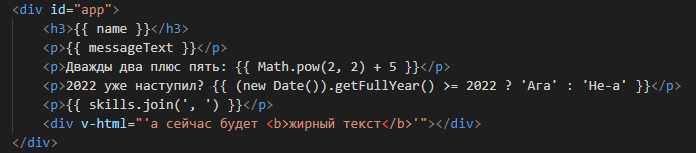 <div id="app">
<h3>{{ name }}</h3>
<p>{{ messageText }}</p>
<p>Дважды два плюс пять: {{ Math.pow(2, 2) + 5 }}</p>
<p>2022 уже наступил? {{ (new Date()).getFullYear() >= 2022 ? 'Ага' : 'Не-а' }}</p>
<p>{{ skills.join(', ') }}</p>
<div v-html="'а сейчас будет <b>жирный текст</b>'"></div>
</div>